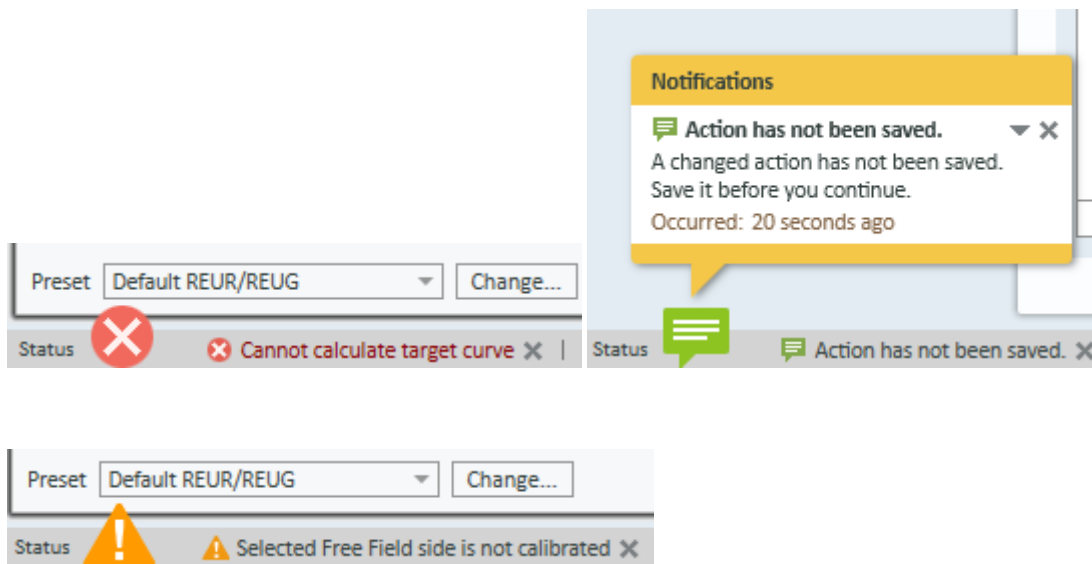 Notifications
Action has not been saved.
A changed action has not been saved.
Save it before you continue.
Occurred: 20 seconds ago
Preset Default REUR/REUG Change...
Status Cannot calculate target curve
Status Action has not been saved.
Preset Default REUR/REUG Change...
Status Selected Free Field side is not calibrated